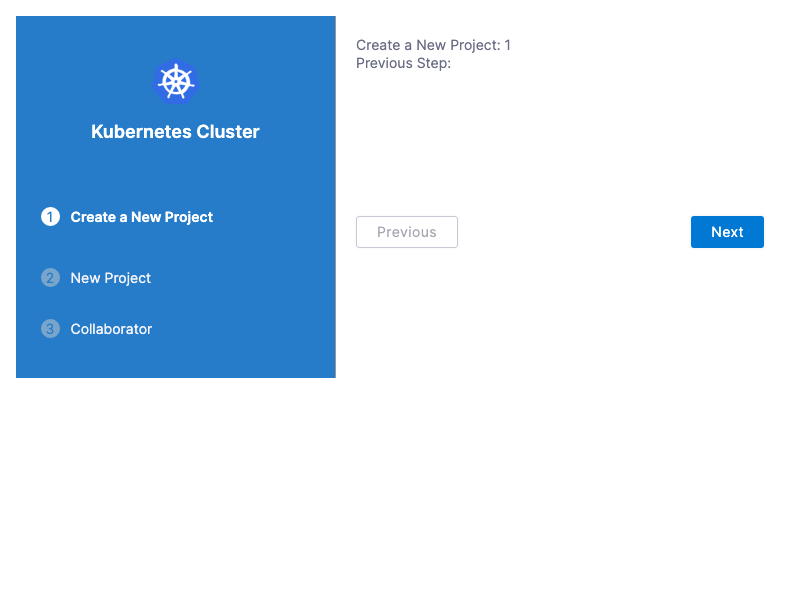 Kubernetes Cluster
1 Create a New Project
2 New Project
3 Collaborator
Create a New Project: 1
Previous Step:
Previous
Next